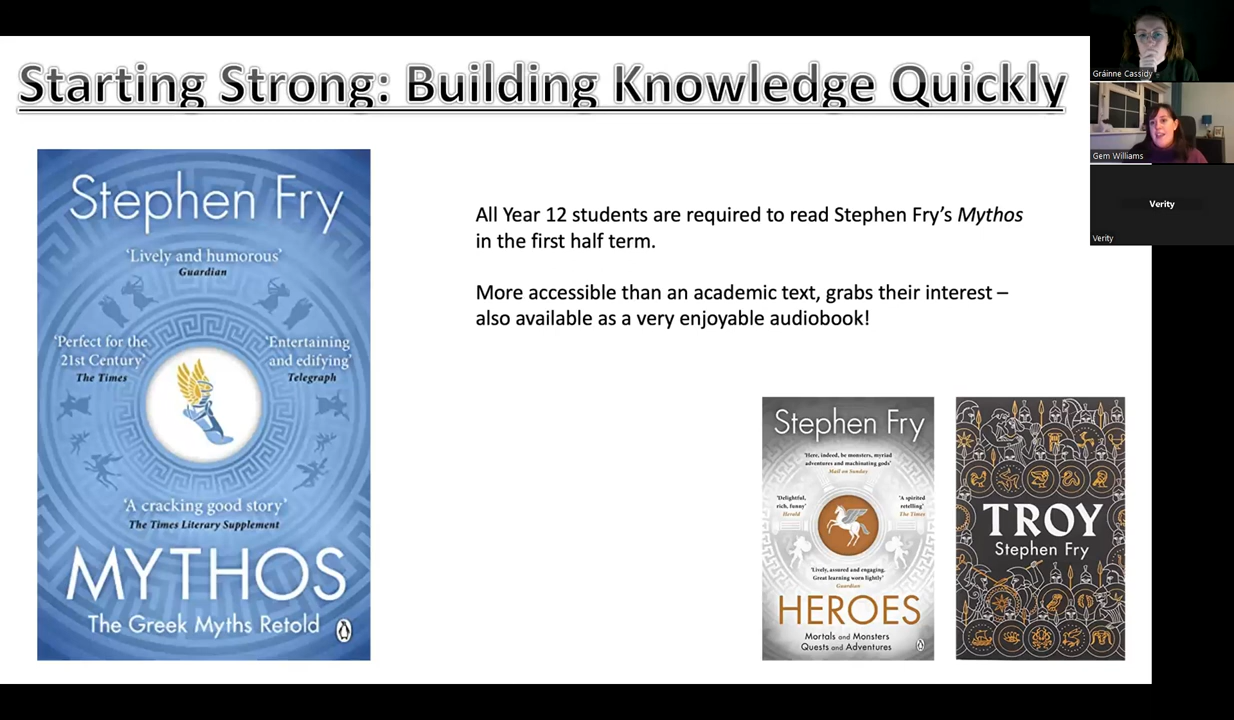 Starting Strong: Building Knowledge Quickly
Stephen Fry
'Lively and humorous'
Guardian
'Perfect for the
21st Century'
The Times
'Entertaining
and edifying'
Telegraph
'A cracking good story'
The Times Literary Supplement
MYTHOS
The Greek Myths Retold
All Year 12 students are required to read Stephen Fry's Mythos
in the first half term.
More accessible than an academic text, grabs their interest –
also available as a very enjoyable audiobook!
Stephen Fry
'Here, indeed, be monsters, myriad
adventures and machinating gods'
Mail on Sunday
'Delightful,
rich, funny'
Herald
'A spirited
retelling'
The Times
'Lively, assured and engaging.
Great learning worn lightly'
Guardian
HEROES
Mortals and Monsters
Quests and Adventures
TROY
Stephen Fry
Gráinne Cassidy
Gem Williams
Verity
Verity